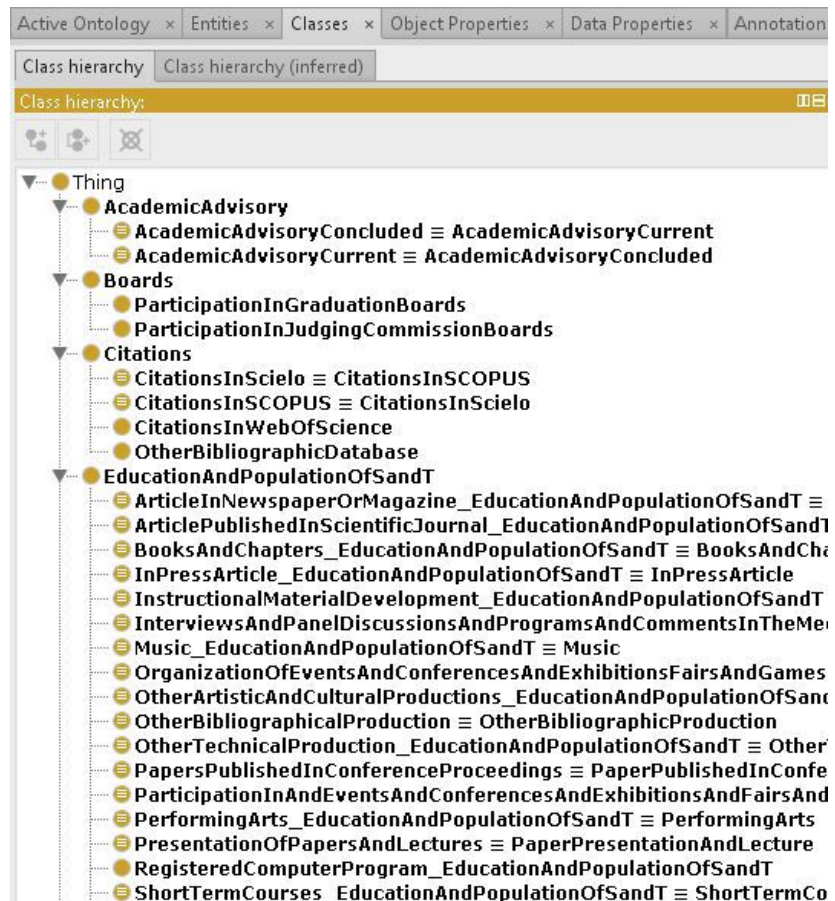 Active Ontology × Entities × Classes × Object Properties × Data Properties × Annotation
Class hierarchy Class hierarchy (inferred)
Class hierarchy:
Thing
AcademicAdvisory
AcademicAdvisoryConcluded ≡ AcademicAdvisoryCurrent
AcademicAdvisoryCurrent ≡ AcademicAdvisoryConcluded
Boards
ParticipationInGraduationBoards
ParticipationInJudgingCommissionBoards
Citations
CitationsInScielo ≡ CitationsInSCOPUS
CitationsInSCOPUS ≡ CitationsInScielo
CitationsInWebOfScience
OtherBibliographicDatabase
EducationAndPopulationOfSandT
ArticleInNewspaperOrMagazine_EducationAndPopulationOfSandT ≡
ArticlePublishedInScientificJournal_EducationAndPopulationOfSandT
BooksAndChapters_EducationAndPopulationOfSandT ≡ BooksAndCha
InPressArticle_EducationAndPopulationOfSandT ≡ InPressArticle
InstructionalMaterialDevelopment_EducationAndPopulationOfSandT
InterviewsAndPanelDiscussionsAndProgramsAndCommentsInTheMe
Music_EducationAndPopulationOfSandT ≡ Music
OrganizationOfEventsAndConferencesAndExhibitionsFairsAndGames
OtherArtisticAndCulturalProductions_EducationAndPopulationOfSand
OtherBibliographicalProduction ≡ OtherBibliographicProduction
OtherTechnicalProduction_EducationAndPopulationOfSandT ≡ Other
PapersPublishedInConferenceProceedings ≡ PaperPublishedInConfe
ParticipationInAndEventsAndConferencesAndExhibitionsAndFairsAnd
PerformingArts_EducationAndPopulationOfSandT ≡ PerformingArts
PresentationOfPapersAndLectures ≡ PaperPresentationAndLecture
RegisteredComputerProgram_EducationAndPopulationOfSandT
ShortTermCourses_EducationAndPopulationOfSandT ≡ ShortTermCo